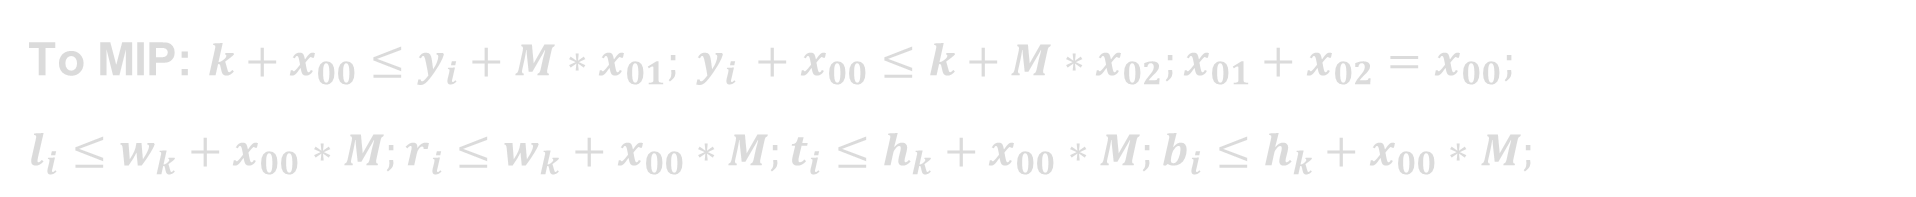 To MIP: k + x₀₀ ≤ yᵢ + M * x₀₁; yᵢ + x₀₀ ≤ k + M * x₀₂; x₀₁ + x₀₂ = x₀₀;
lᵢ ≤ wₖ + x₀₀ * M; rᵢ ≤ wₖ + x₀₀ * M; tᵢ ≤ hₖ + x₀₀ * M; bᵢ ≤ hₖ + x₀₀ * M;